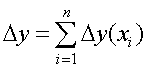 Δy = ∑_{i=1}^{n} Δy(x_i)